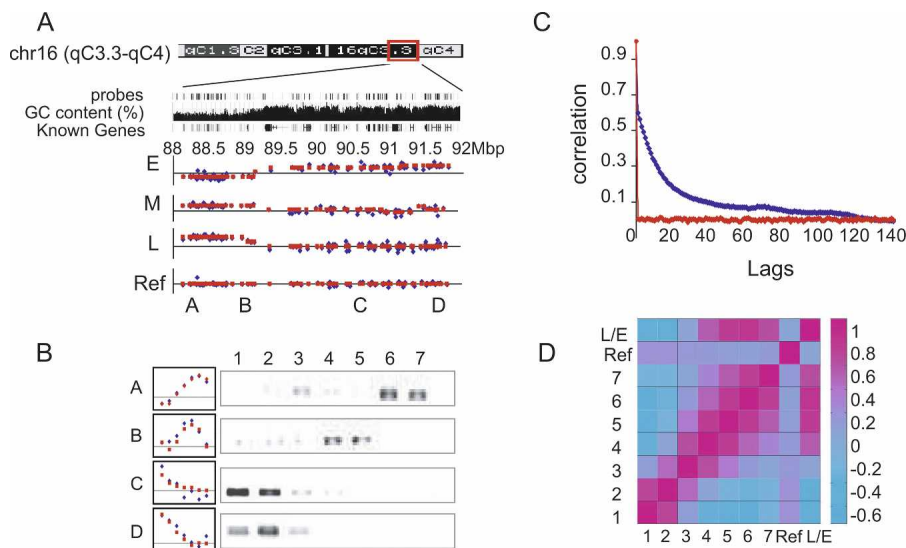 A
chr16 (qC3.3-qC4)
qC1.3 C2 qC3.1 16qC3.3 qC4
probes
GC content (%)
Known Genes
88 88.5 89 89.5 90 90.5 91 91.5 92Mbp
E
M
L
Ref
A B C D
B
1 2 3 4 5 6 7
A
B
C
D
C
correlation
0.9
0.7
0.5
0.3
0.1
0 20 40 60 80 100 120 140
Lags
D
L/E
Ref
7
6
5
4
3
2
1
1 2 3 4 5 6 7 Ref L/E
1
0.8
0.6
0.4
0.2
0
-0.2
-0.4
-0.6